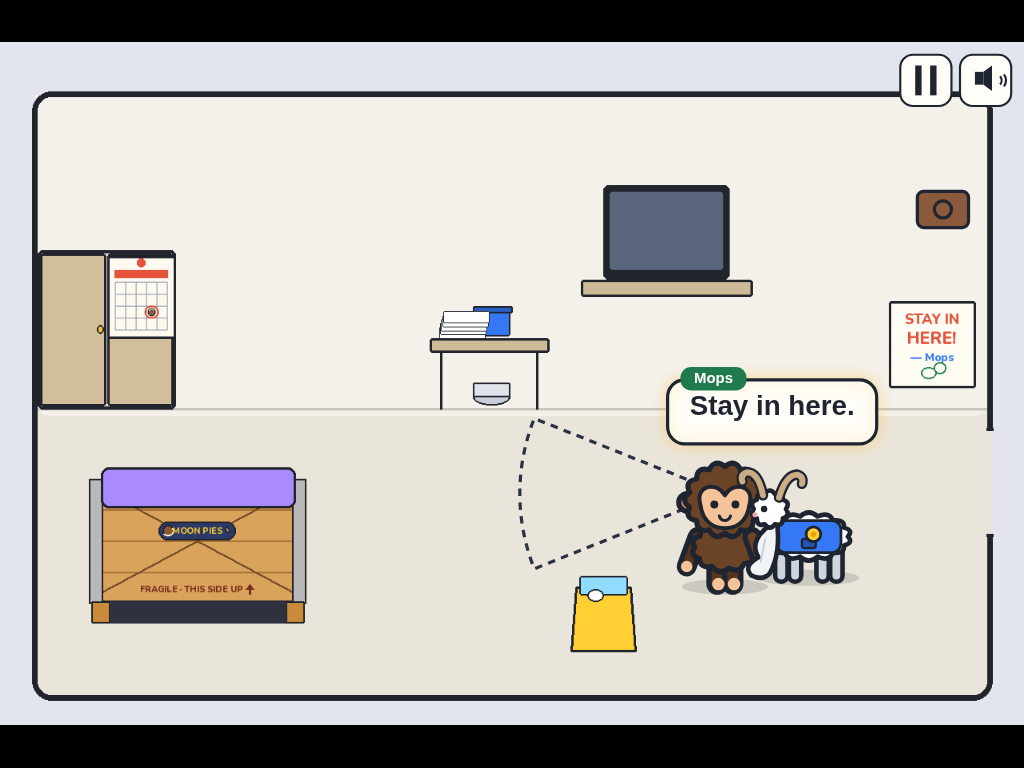 STAY IN
HERE!
— Mops
Mops
Stay in here.
MOON PIES
FRAGILE · THIS SIDE UP